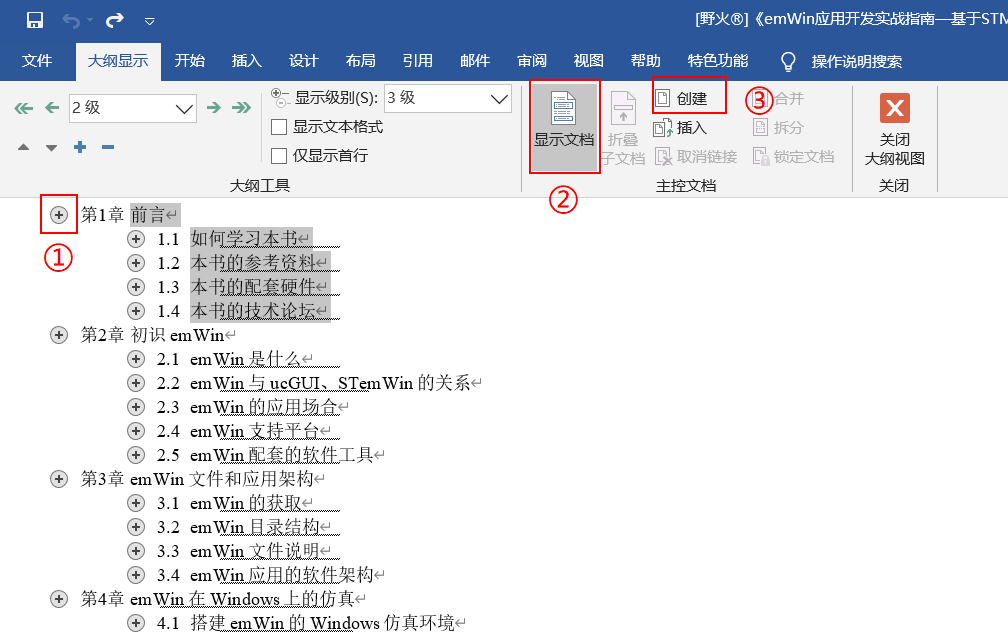 [野火®]《emWin应用开发实战指南—基于STM
文件 大纲显示 开始 插入 设计 布局 引用 邮件 审阅 视图 帮助 特色功能 操作说明搜索
2 级 显示级别(S): 3 级 创建 ③ 合并
显示文本格式 显示文档 折叠 子文档 插入 拆分 关闭 大纲视图
仅显示首行 取消链接 锁定文档
大纲工具 主控文档 关闭
②
第1章 前言↵
①
1.1 如何学习本书↵
1.2 本书的参考资料↵
1.3 本书的配套硬件↵
1.4 本书的技术论坛↵
第2章 初识 emWin↵
2.1 emWin 是什么↵
2.2 emWin 与 ucGUI、STemWin 的关系↵
2.3 emWin 的应用场合↵
2.4 emWin 支持平台↵
2.5 emWin 配套的软件工具↵
第3章 emWin 文件和应用架构↵
3.1 emWin 的获取↵
3.2 emWin 目录结构↵
3.3 emWin 文件说明↵
3.4 emWin 应用的软件架构↵
第4章 emWin 在 Windows 上的仿真↵
4.1 搭建 emWin 的 Windows 仿真环境↵